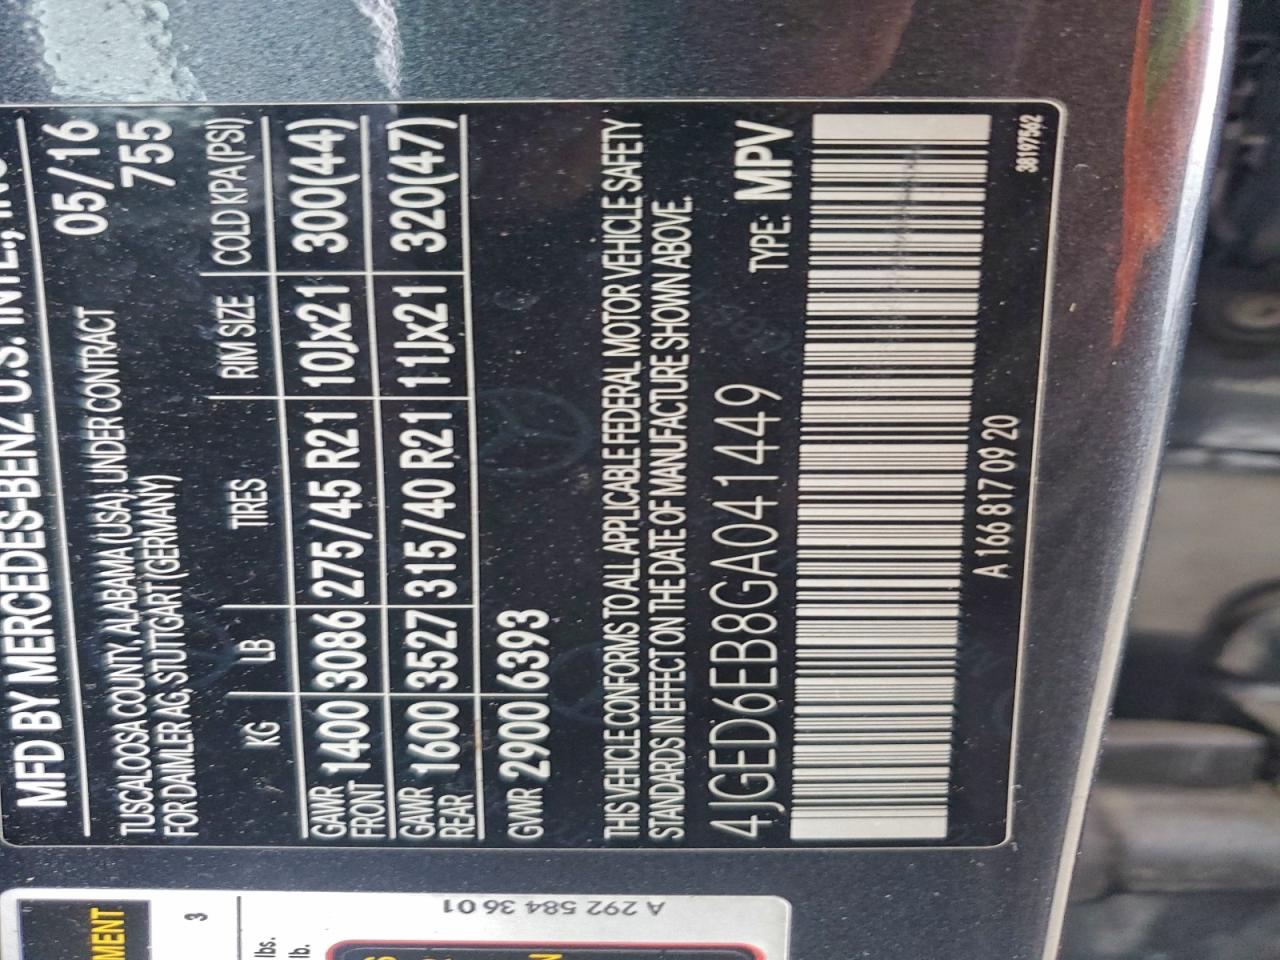 MFD BY MERCEDES-BENZ U.S. INTL., INC
05/16
TUSCALOOSA COUNTY, ALABAMA (USA), UNDER CONTRACT 755
FOR DAIMLER AG, STUTTGART (GERMANY)
KG LB TIRES RIM SIZE COLD KPA (PSI)
GAWR FRONT 1400 3086 275/45 R21 10Jx21 300(44)
GAWR REAR 1600 3527 315/40 R21 11Jx21 320(47)
GVWR 2900 6393
THIS VEHICLE CONFORMS TO ALL APPLICABLE FEDERAL MOTOR VEHICLE SAFETY
STANDARDS IN EFFECT ON THE DATE OF MANUFACTURE SHOWN ABOVE.
4JGED6EB8GA041449 TYPE: MPV
A 166 817 09 20
38197562
A 292 584 36 01
MENT
3
lbs.
lb.